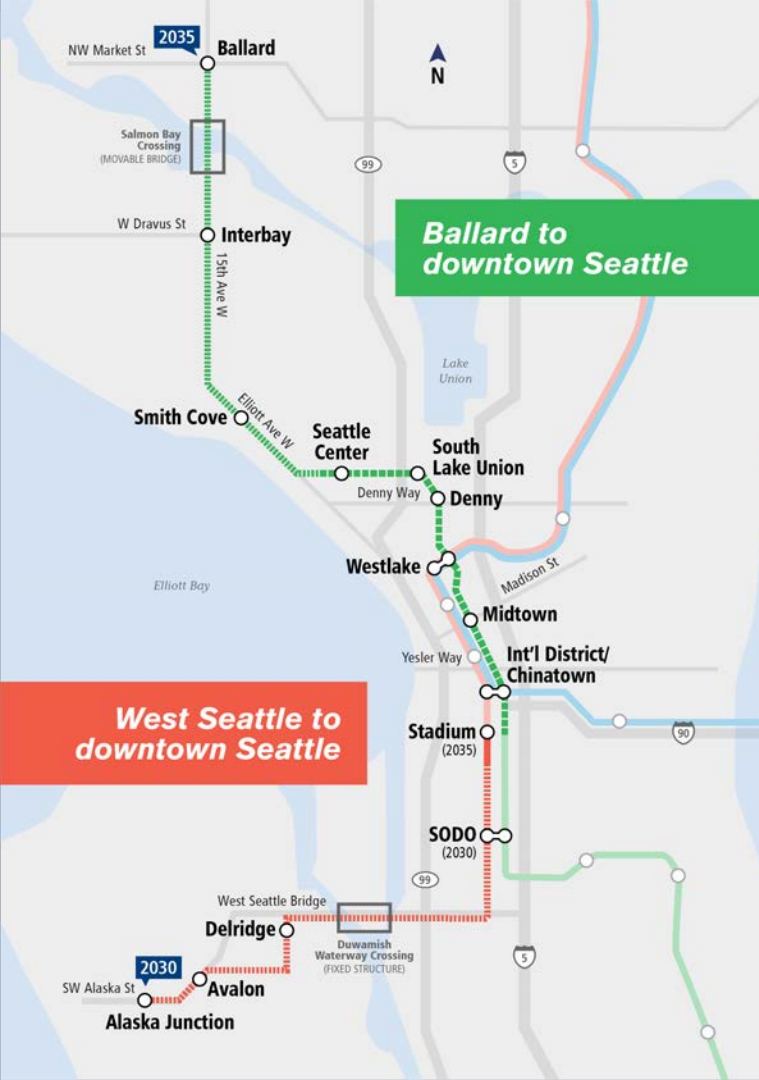 2035
Ballard
NW Market St
N
Salmon Bay
Crossing
(MOVABLE BRIDGE)
99
5
W Dravus St
Interbay
15th Ave W
Ballard to
downtown Seattle
Lake
Union
Smith Cove
Elliott Ave W
Seattle
Center
South
Lake Union
Denny Way
Denny
Westlake
Madison St
Elliott Bay
Midtown
Yesler Way
Int'l District/
Chinatown
West Seattle to
downtown Seattle
Stadium
(2035)
90
SODO
(2030)
99
West Seattle Bridge
Delridge
Duwamish
Waterway Crossing
(FIXED STRUCTURE)
5
2030
SW Alaska St
Avalon
Alaska Junction